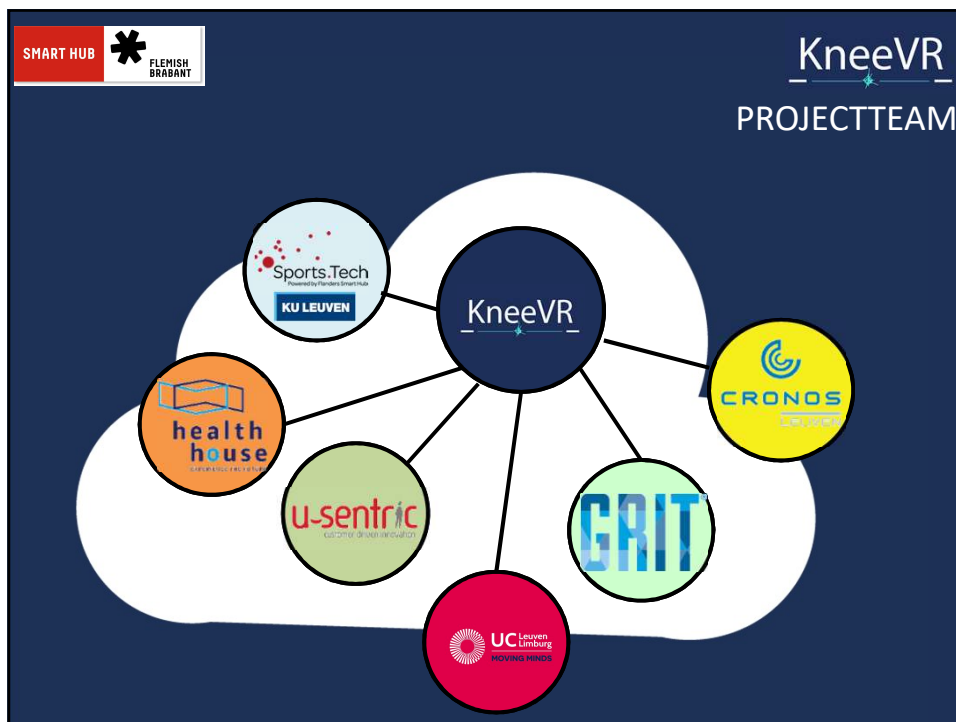 SMART HUB
FLEMISH
BRABANT
KneeVR
PROJECTTEAM
Sports.Tech
Powered by Flanders Smart Hub
KU LEUVEN
KneeVR
CRONOS
LEUVEN
health
house
u-sentric
customer driven innovation
GRIT
UC Leuven
Limburg
MOVING MINDS